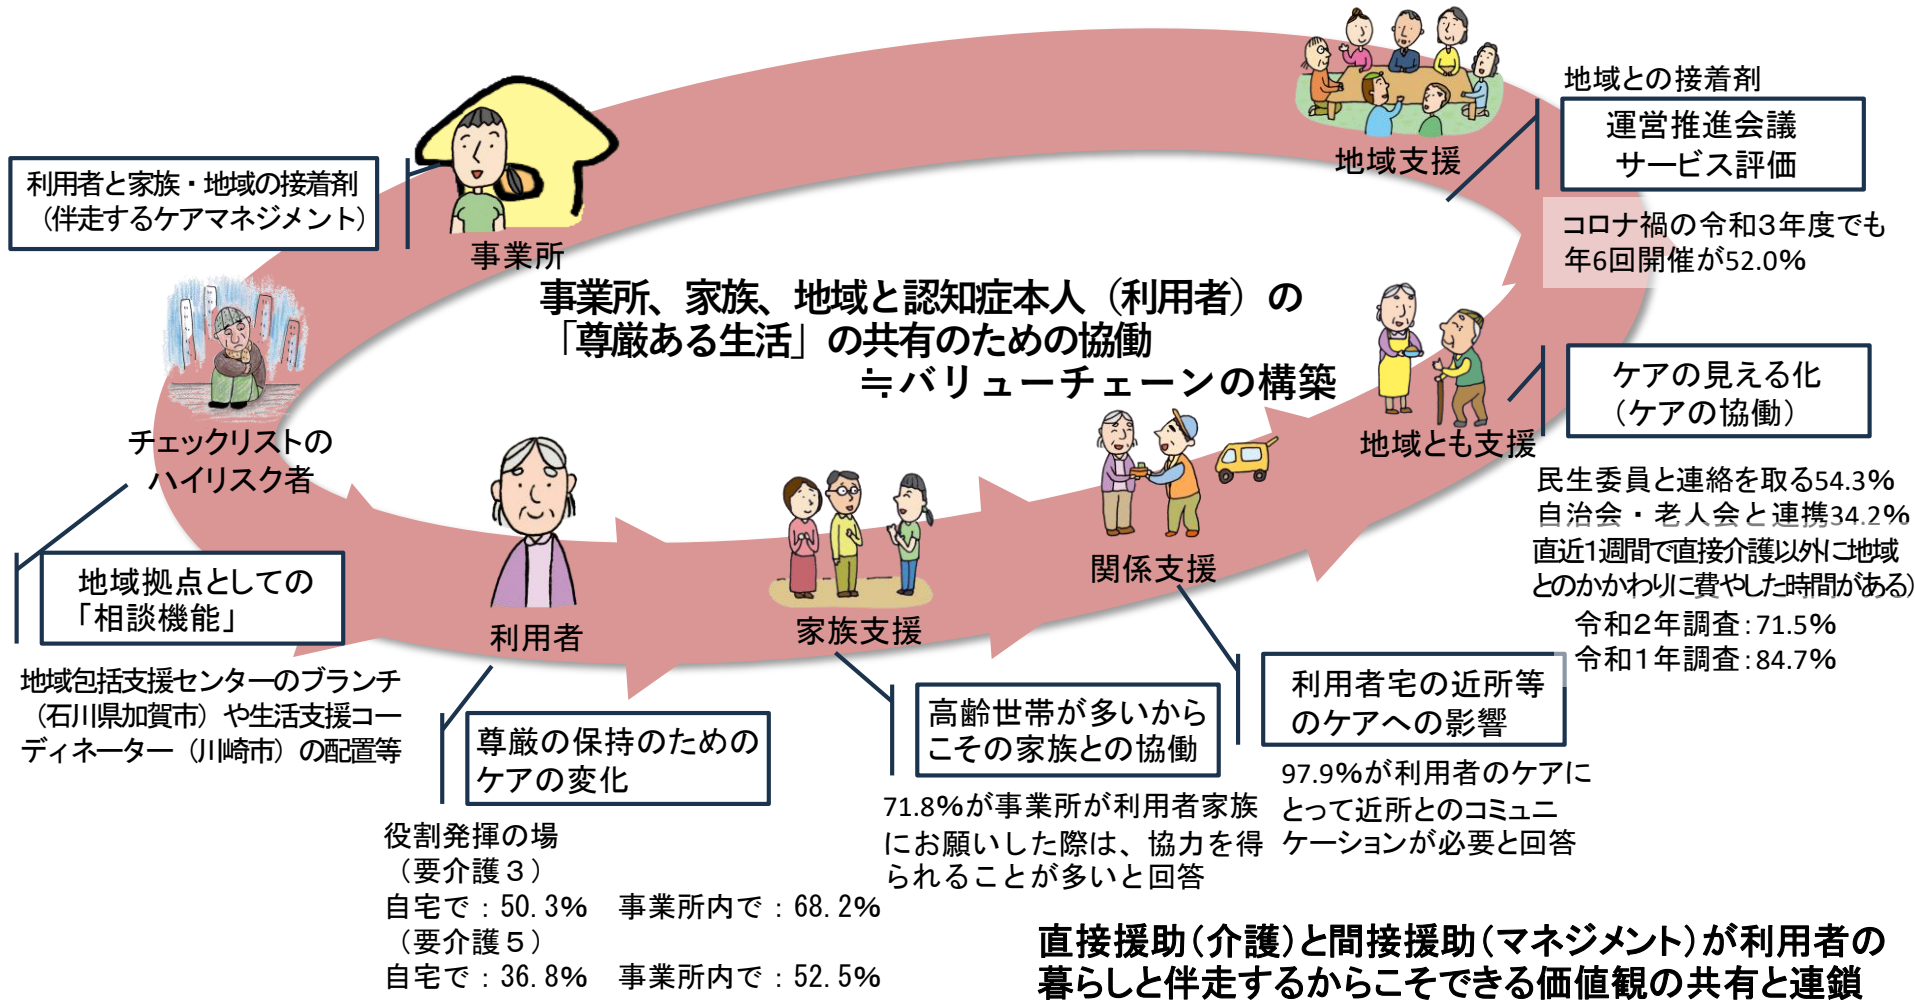 地域との接着剤
運営推進会議
サービス評価
地域支援
コロナ禍の令和3年度でも
年6回開催が52.0%
利用者と家族・地域の接着剤
（伴走するケアマネジメント）
事業所
事業所、家族、地域と認知症本人（利用者）の
「尊厳ある生活」の共有のための協働
≒バリューチェーンの構築
ケアの見える化
（ケアの協働）
地域とも支援
民生委員と連絡を取る54.3%
自治会・老人会と連携34.2%
直近1週間で直接介護以外に地域
とのかかわりに費やした時間がある）
令和2年調査：71.5%
令和1年調査：84.7%
チェックリストの
ハイリスク者
地域拠点としての
「相談機能」
地域包括支援センターのブランチ
（石川県加賀市）や生活支援コー
ディネーター（川崎市）の配置等
利用者
尊厳の保持のための
ケアの変化
役割発揮の場
（要介護３）
自宅で：50.3%　事業所内で：68.2%
（要介護５）
自宅で：36.8%　事業所内で：52.5%
家族支援
高齢世帯が多いから
こその家族との協働
71.8%が事業所が利用者家族
にお願いした際は、協力を得
られることが多いと回答
関係支援
利用者宅の近所等
のケアへの影響
97.9%が利用者のケアに
とって近所とのコミュニ
ケーションが必要と回答
直接援助（介護）と間接援助（マネジメント）が利用者の
暮らしと伴走するからこそできる価値観の共有と連鎖